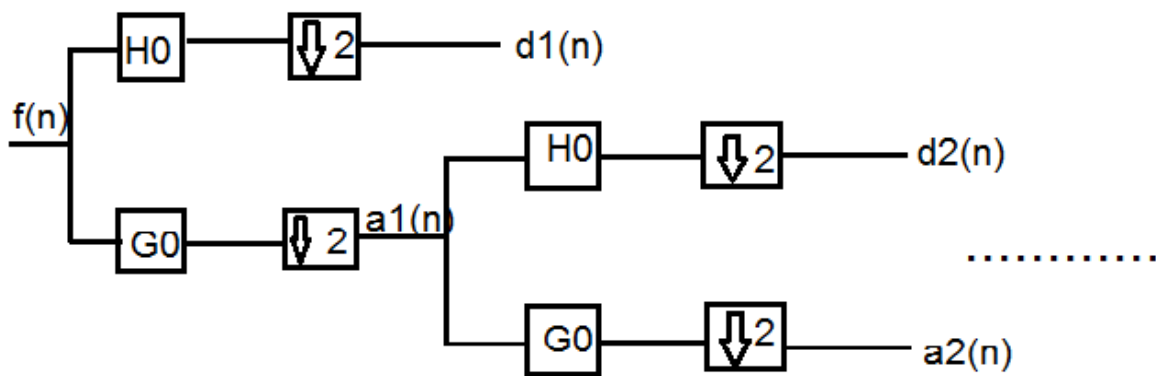 H0 2 d1(n)
f(n)
H0 2 d2(n)
G0 2 a1(n)
............
G0 2 a2(n)